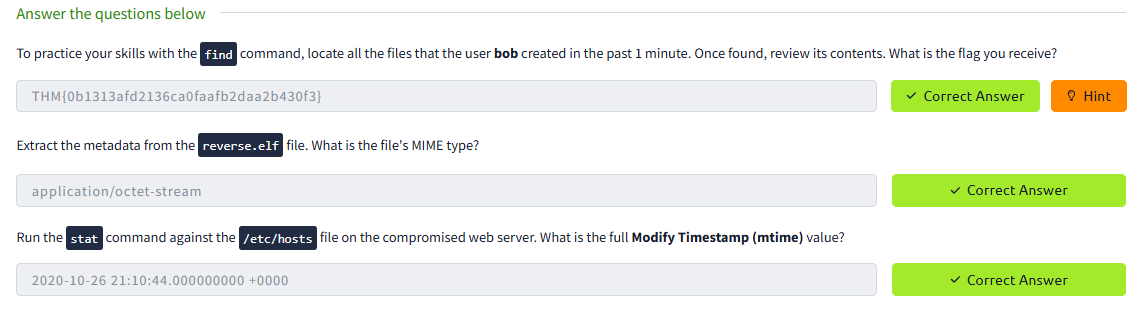 Answer the questions below
To practice your skills with the find command, locate all the files that the user bob created in the past 1 minute. Once found, review its contents. What is the flag you receive?
THM{0b1313afd2136ca0faafb2daa2b430f3}
Correct Answer
Hint
Extract the metadata from the reverse.elf file. What is the file's MIME type?
application/octet-stream
Correct Answer
Run the stat command against the /etc/hosts file on the compromised web server. What is the full Modify Timestamp (mtime) value?
2020-10-26 21:10:44.000000000 +0000
Correct Answer